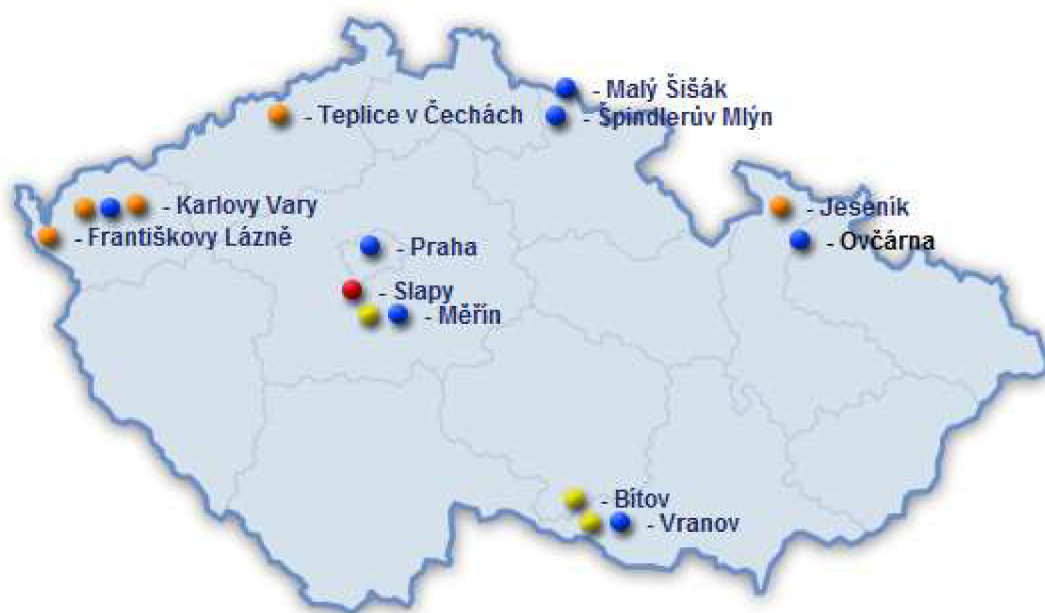 - Malý Šišák
- Teplice v Čechách
- Špindlerův Mlýn
- Karlovy Vary
- Františkovy Lázně
- Jeseník
- Ovčárna
- Praha
- Slapy
- Měřín
- Bítov
- Vranov